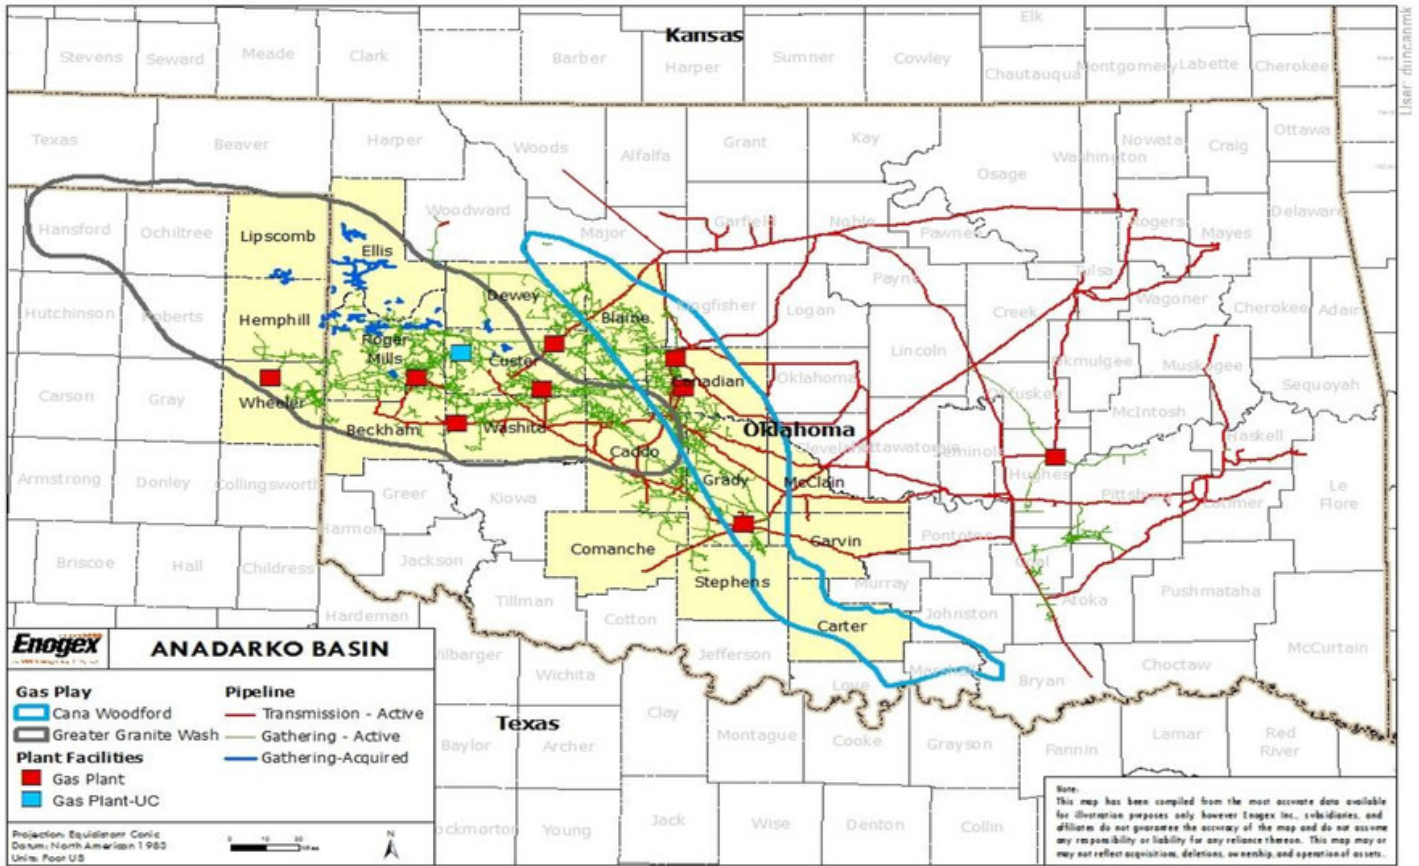 Kansas
Elk
Stevens
Seward
Meade
Clark
Barber
Harper
Sumner
Cowley
Chautauqua
Montgomery
Labette
Cherokee
User: duncanmk
Texas
Beaver
Harper
Woods
Alfalfa
Grant
Kay
Osage
Washington
Nowata
Craig
Ottawa
Hansford
Ochiltree
Lipscomb
Ellis
Woodward
Major
Garfield
Noble
Pawnee
Rogers
Mayes
Delaware
Hutchinson
Roberts
Hemphill
Roger
Mills
Dewey
Custer
Blaine
Kingfisher
Logan
Payne
Creek
Tulsa
Wagoner
Cherokee
Adair
Lincoln
Okmulgee
Muskogee
Sequoyah
Carson
Gray
Wheeler
Beckham
Washita
Canadian
Oklahoma
Okfuskee
McIntosh
Oklahoma
Cleveland
Pottawatomie
Seminole
Haskell
Caddo
Grady
McClain
Hughes
Pittsburg
Latimer
Le
Flore
Armstrong
Donley
Collingsworth
Greer
Kiowa
Harmon
Comanche
Garvin
Pontotoc
Coal
Briscoe
Hall
Childress
Jackson
Tillman
Stephens
Murray
Johnston
Atoka
Pushmataha
Hardeman
Cotton
Carter
Jefferson
Love
Marshall
Bryan
Choctaw
McCurtain
Wilbarger
Wichita
Texas
Clay
Montague
Cooke
Grayson
Fannin
Lamar
Red
River
Baylor
Archer
Throckmorton
Young
Jack
Wise
Denton
Collin
Enogex
ANADARKO BASIN
Gas Play
Cana Woodford
Greater Granite Wash
Plant Facilities
Gas Plant
Gas Plant-UC
Pipeline
Transmission - Active
Gathering - Active
Gathering-Acquired
Projection: Equidistant Conic
Datum: North American 1983
Units: Foot US
N
Note:
This map has been compiled from the most accurate data available
for illustration purposes only, however Enogex Inc., subsidiaries, and
affiliates do not guarantee the accuracy of the map and do not assume
any responsibility or liability for any reliance thereon. This map may or
may not reflect acquisitions, deletions, ownership, and operation of assets.